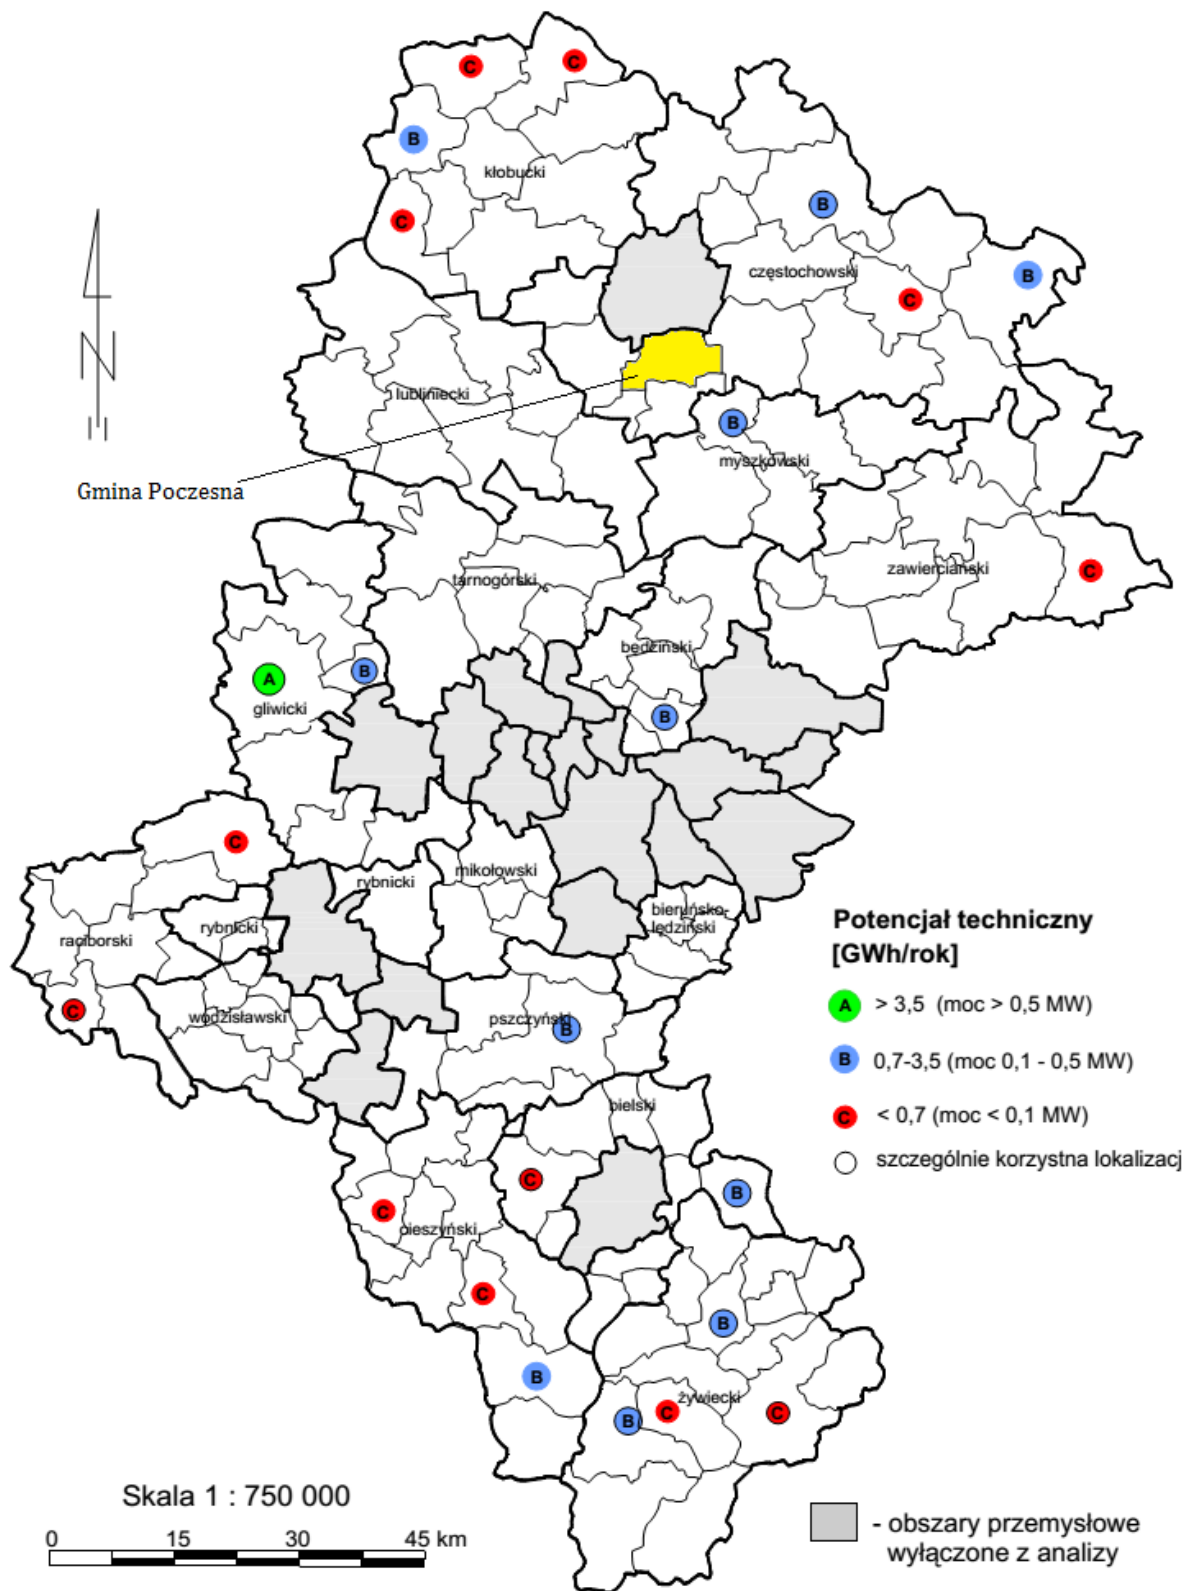 C
C
B
kłobucki
C
B
częstochowski
B
C
lubliniecki
B
myszkowski
Gmina Poczesna
N
tarnogórski
zawierciański
C
będziński
B
A
gliwicki
B
C
mikołowski
rybnicki
bieruńsko-
lędziński
rybnicki
raciborski
C
wodzisławski
pszczyński
B
bielski
C
B
C
cieszyński
C
B
B
żywiecki
B
C
C
Potencjał techniczny
[GWh/rok]
A > 3,5 (moc > 0,5 MW)
B 0,7-3,5 (moc 0,1 - 0,5 MW)
C < 0,7 (moc < 0,1 MW)
szczególnie korzystna lokalizacj
Skala 1 : 750 000
0 15 30 45 km
- obszary przemysłowe
wyłączone z analizy